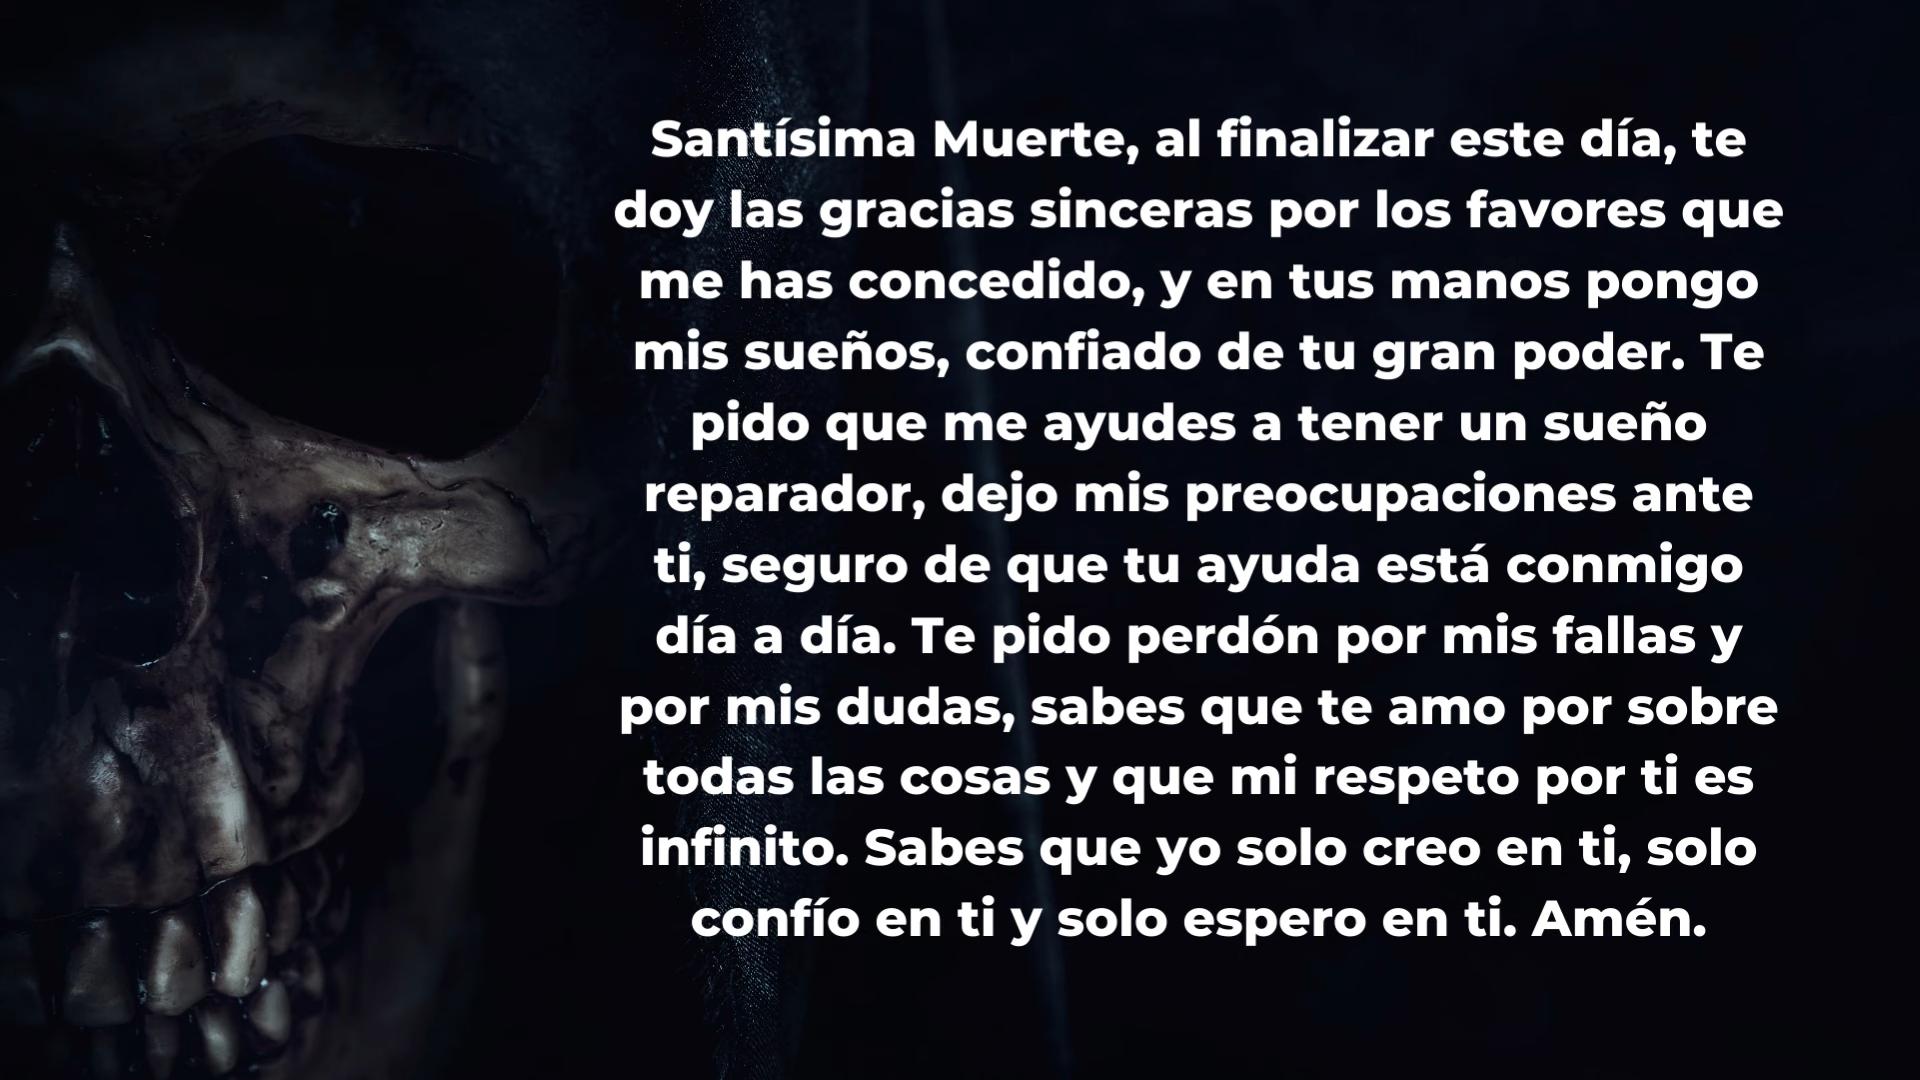 Santísima Muerte, al finalizar este día, te
doy las gracias sinceras por los favores que
me has concedido, y en tus manos pongo
mis sueños, confiado de tu gran poder. Te
pido que me ayudes a tener un sueño
reparador, dejo mis preocupaciones ante
ti, seguro de que tu ayuda está conmigo
día a día. Te pido perdón por mis fallas y
por mis dudas, sabes que te amo por sobre
todas las cosas y que mi respeto por ti es
infinito. Sabes que yo solo creo en ti, solo
confío en ti y solo espero en ti. Amén.